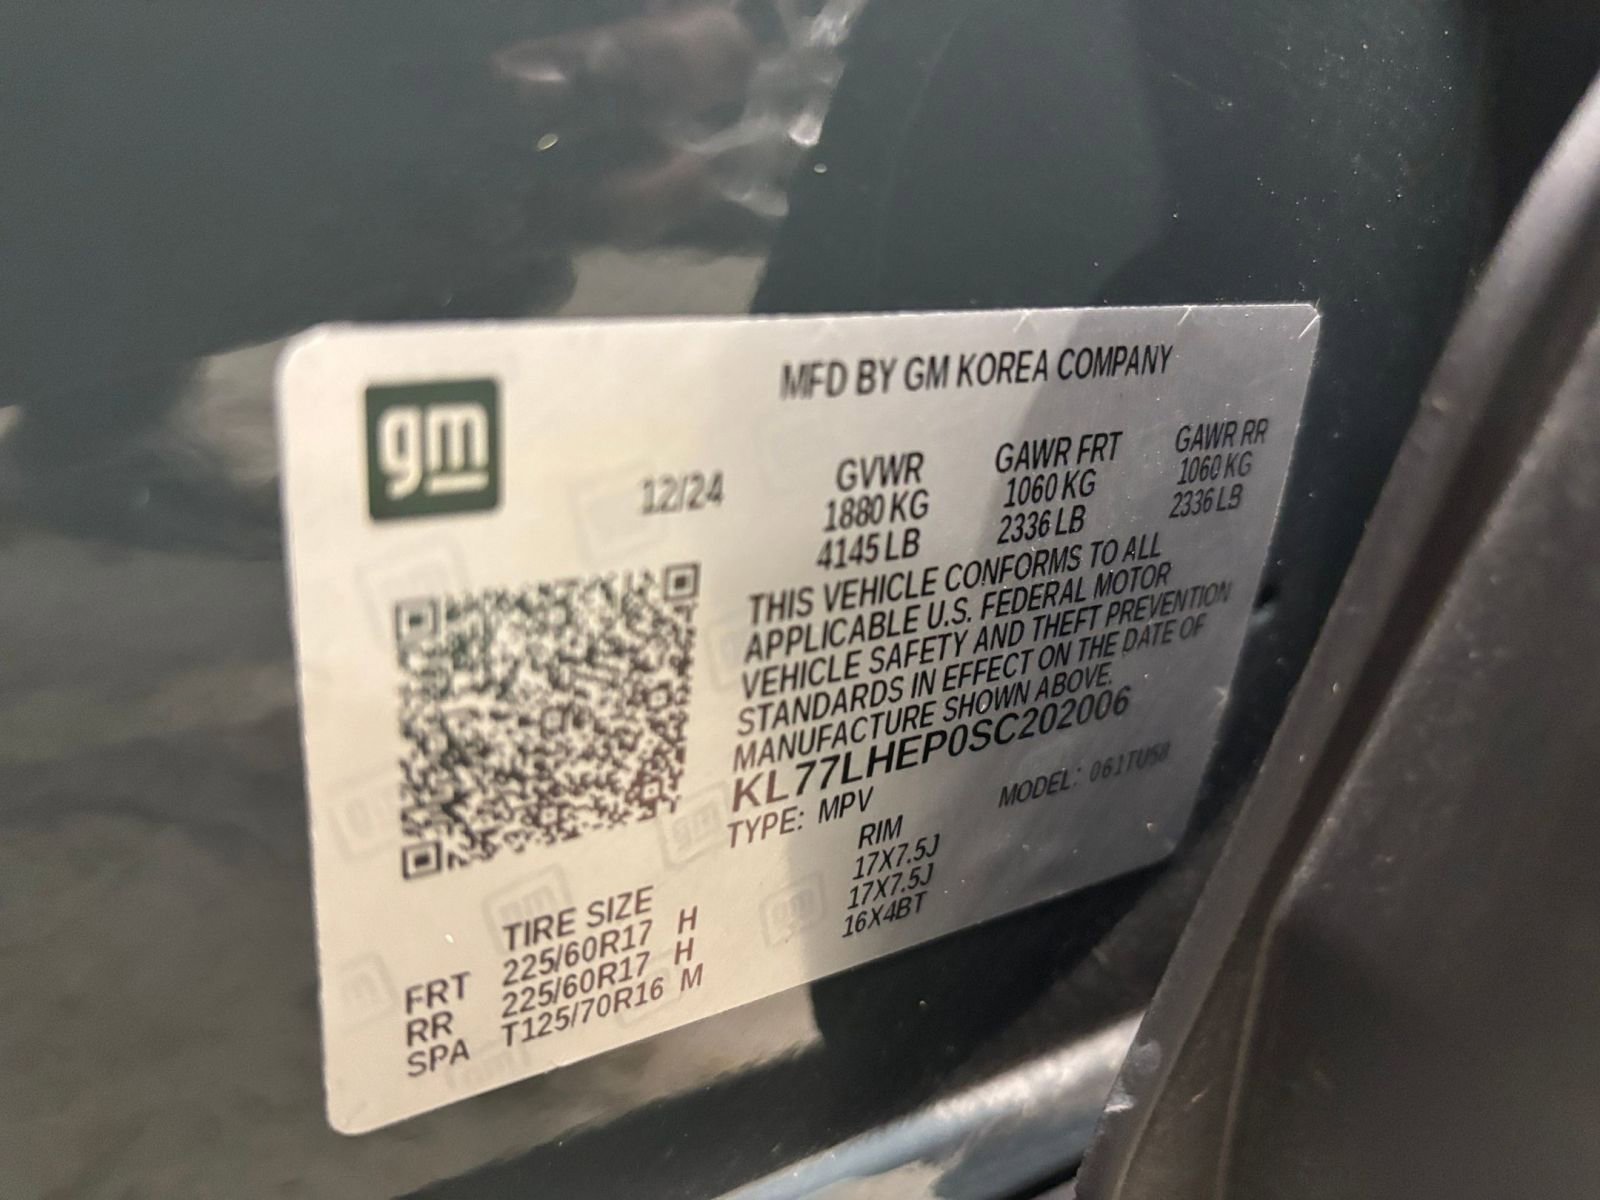 gm
MFD BY GM KOREA COMPANY
12/24
GVWR GAWR FRT GAWR RR
1880 KG 1060 KG 1060 KG
4145 LB 2336 LB 2336 LB
THIS VEHICLE CONFORMS TO ALL
APPLICABLE U.S. FEDERAL MOTOR
VEHICLE SAFETY AND THEFT PREVENTION
STANDARDS IN EFFECT ON THE DATE OF
MANUFACTURE SHOWN ABOVE.
KL77LHEP0SC202006
TYPE: MPV MODEL: 061TU58
TIRE SIZE RIM
FRT 225/60R17 H 17X7.5J
RR 225/60R17 H 17X7.5J
SPA T125/70R16 M 16X4BT